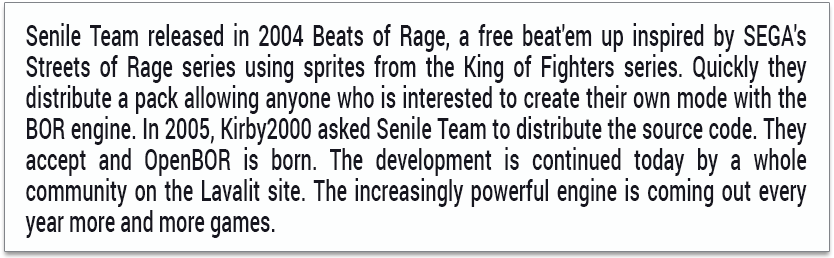 Senile Team released in 2004 Beats of Rage, a free beat'em up inspired by SEGA's
Streets of Rage series using sprites from the King of Fighters series. Quickly they
distribute a pack allowing anyone who is interested to create their own mode with the
BOR engine. In 2005, Kirby2000 asked Senile Team to distribute the source code. They
accept and OpenBOR is born. The development is continued today by a whole
community on the Lavalit site. The increasingly powerful engine is coming out every
year more and more games.